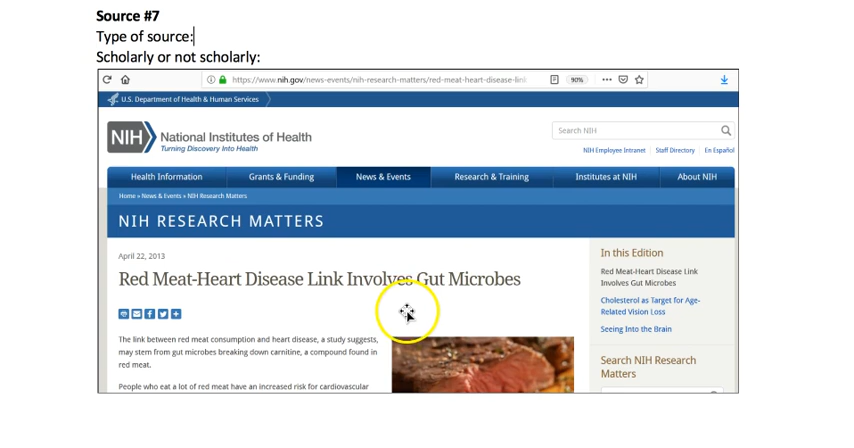 Source #7
Type of source:
Scholarly or not scholarly:
https://www.nih.gov/news-events/nih-research-matters/red-meat-heart-disease-link
90%
U.S. Department of Health & Human Services
NIH National Institutes of Health
Turning Discovery Into Health
Search NIH
NIH Employee Intranet | Staff Directory | En Español
Health Information
Grants & Funding
News & Events
Research & Training
Institutes at NIH
About NIH
Home » News & Events » NIH Research Matters
NIH RESEARCH MATTERS
April 22, 2013
Red Meat-Heart Disease Link Involves Gut Microbes
The link between red meat consumption and heart disease, a study suggests,
may stem from gut microbes breaking down carnitine, a compound found in
red meat.
People who eat a lot of red meat have an increased risk for cardiovascular
In this Edition
Red Meat-Heart Disease Link
Involves Gut Microbes
Cholesterol as Target for Age-
Related Vision Loss
Seeing Into the Brain
Search NIH Research
Matters